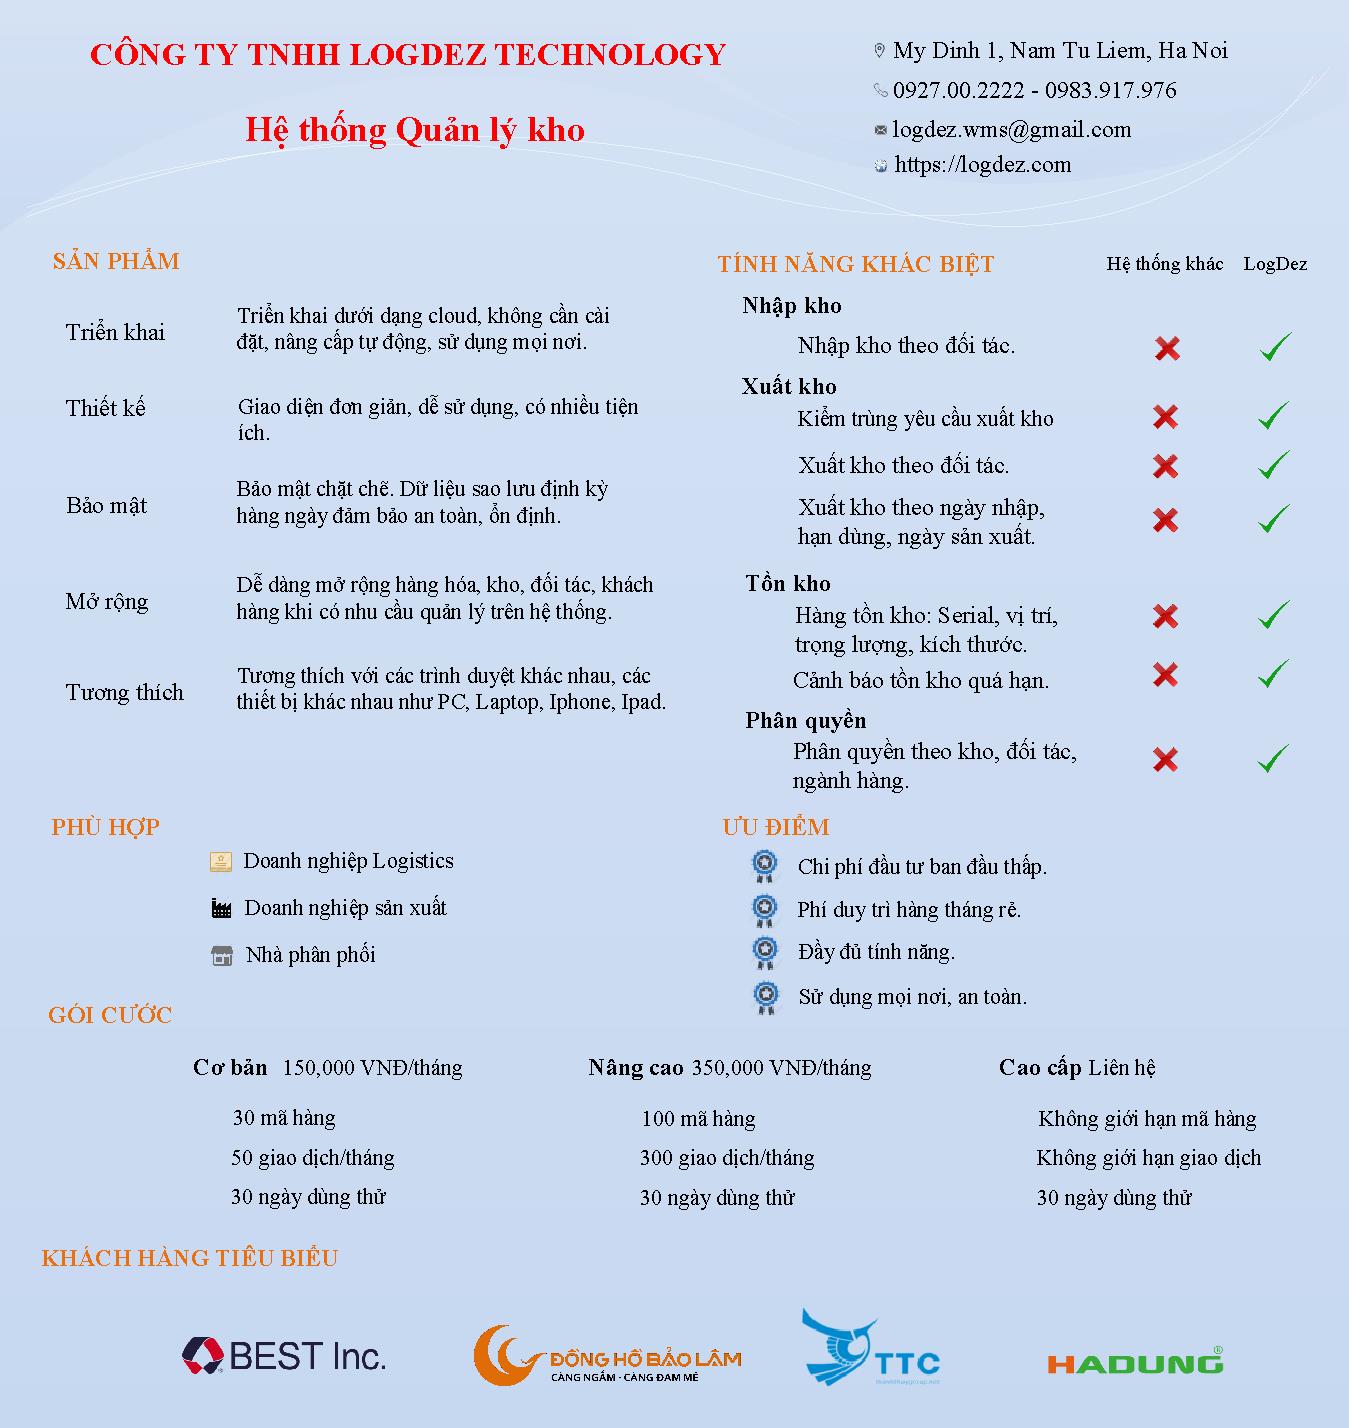 CÔNG TY TNHH LOGDEZ TECHNOLOGY
Hệ thống Quản lý kho
My Dinh 1, Nam Tu Liem, Ha Noi
0927.00.2222 - 0983.917.976
logdez.wms@gmail.com
https://logdez.com
SẢN PHẨM
Triển khai
Triển khai dưới dạng cloud, không cần cài
đặt, nâng cấp tự động, sử dụng mọi nơi.
Thiết kế
Giao diện đơn giản, dễ sử dụng, có nhiều tiện
ích.
Bảo mật
Bảo mật chặt chẽ. Dữ liệu sao lưu định kỳ
hàng ngày đảm bảo an toàn, ổn định.
Mở rộng
Dễ dàng mở rộng hàng hóa, kho, đối tác, khách
hàng khi có nhu cầu quản lý trên hệ thống.
Tương thích
Tương thích với các trình duyệt khác nhau, các
thiết bị khác nhau như PC, Laptop, Iphone, Ipad.
TÍNH NĂNG KHÁC BIỆT
Hệ thống khác
LogDez
Nhập kho
Nhập kho theo đối tác.
Xuất kho
Kiểm trùng yêu cầu xuất kho
Xuất kho theo đối tác.
Xuất kho theo ngày nhập,
hạn dùng, ngày sản xuất.
Tồn kho
Hàng tồn kho: Serial, vị trí,
trọng lượng, kích thước.
Cảnh báo tồn kho quá hạn.
Phân quyền
Phân quyền theo kho, đối tác,
ngành hàng.
PHÙ HỢP
Doanh nghiệp Logistics
Doanh nghiệp sản xuất
Nhà phân phối
ƯU ĐIỂM
Chi phí đầu tư ban đầu thấp.
Phí duy trì hàng tháng rẻ.
Đầy đủ tính năng.
Sử dụng mọi nơi, an toàn.
GÓI CƯỚC
Cơ bản 150,000 VNĐ/tháng
30 mã hàng
50 giao dịch/tháng
30 ngày dùng thử
Nâng cao 350,000 VNĐ/tháng
100 mã hàng
300 giao dịch/tháng
30 ngày dùng thử
Cao cấp Liên hệ
Không giới hạn mã hàng
Không giới hạn giao dịch
30 ngày dùng thử
KHÁCH HÀNG TIÊU BIỂU
BEST Inc.
ĐỒNG HỒ BẢO LÂM
CÀNG NGẮM - CÀNG ĐAM MÊ
TTC
HADUNG®